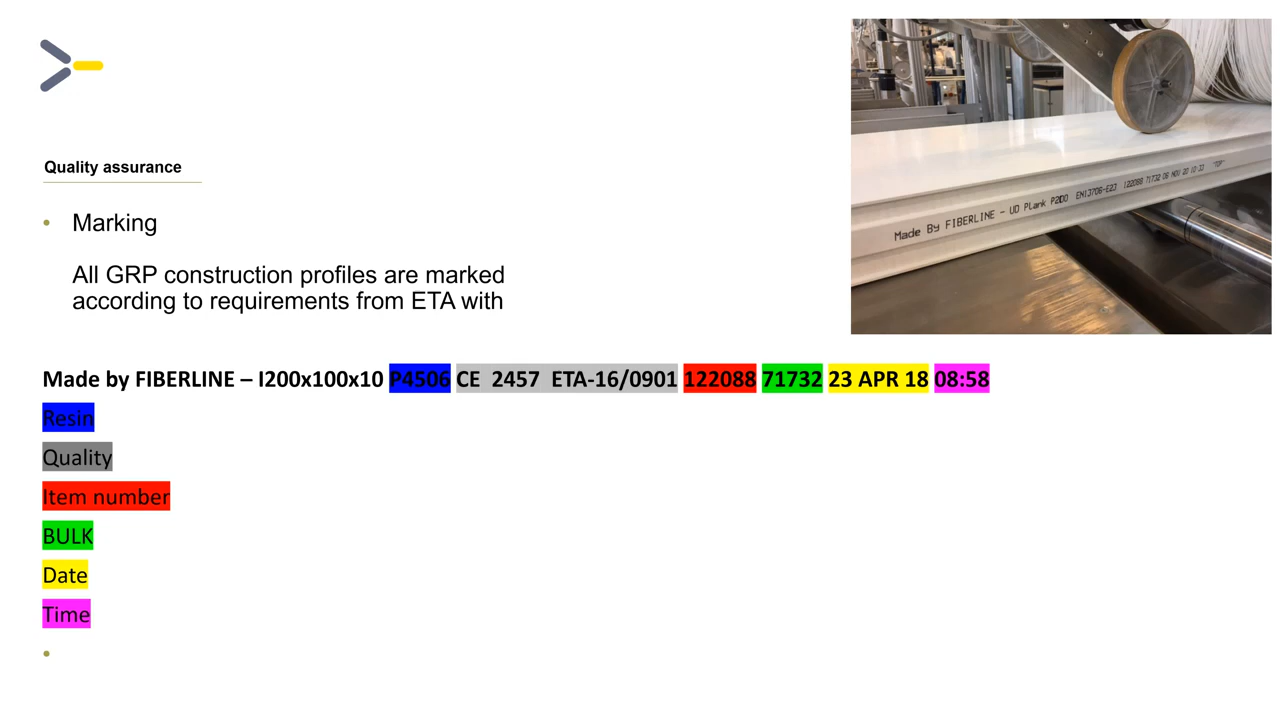 Quality assurance
Marking
All GRP construction profiles are marked
according to requirements from ETA with
Made By FIBERLINE - UD PLank P200 EN13706-E23 122088 71732 06 NOV 20 10:33 "TOP"
Made by FIBERLINE – I200x100x10 P4506 CE 2457 ETA-16/0901 122088 71732 23 APR 18 08:58
Resin
Quality
Item number
BULK
Date
Time